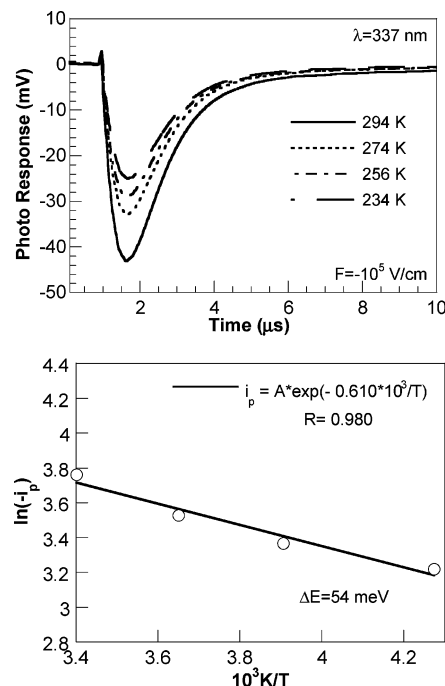 λ=337 nm
0
-10
-20
-30
-40
-50
Photo Response (mV)
294 K
274 K
256 K
234 K
F=-10⁵ V/cm
2 4 6 8 10
Time (μs)
4.4
4.2
4
3.8
3.6
3.4
3.2
3
2.8
ln(-iₚ)
iₚ = A*exp(- 0.610*10³/T)
R= 0.980
ΔE=54 meV
3.4 3.6 3.8 4 4.2
10³K/T